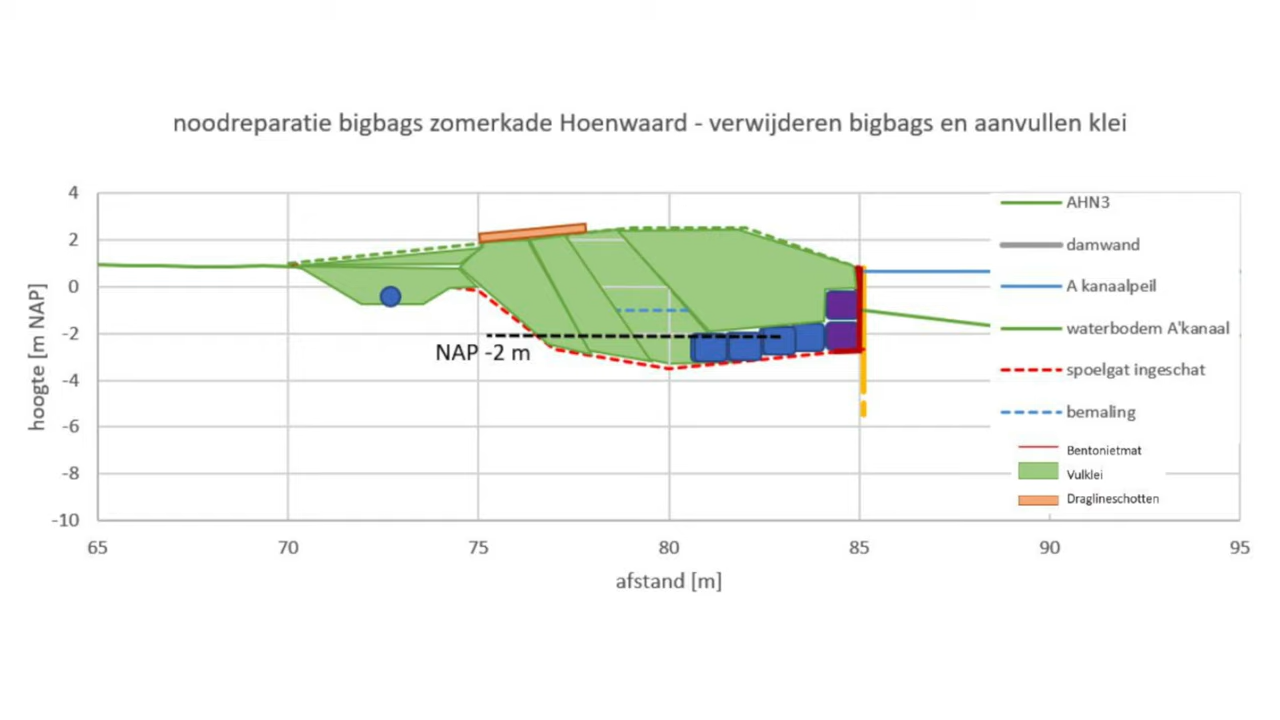 noodreparatie bigbags zomerkade Hoenwaard - verwijderen bigbags en aanvullen klei
4
2
0
-2
-4
-6
-8
-10
hoogte [m NAP]
NAP -2 m
65 70 75 80 85 90 95
afstand [m]
AHN3
damwand
A kanaalpeil
waterbodem A'kanaal
spoelgat ingeschat
bemaling
Bentonietmat
Vulklei
Draglineschotten